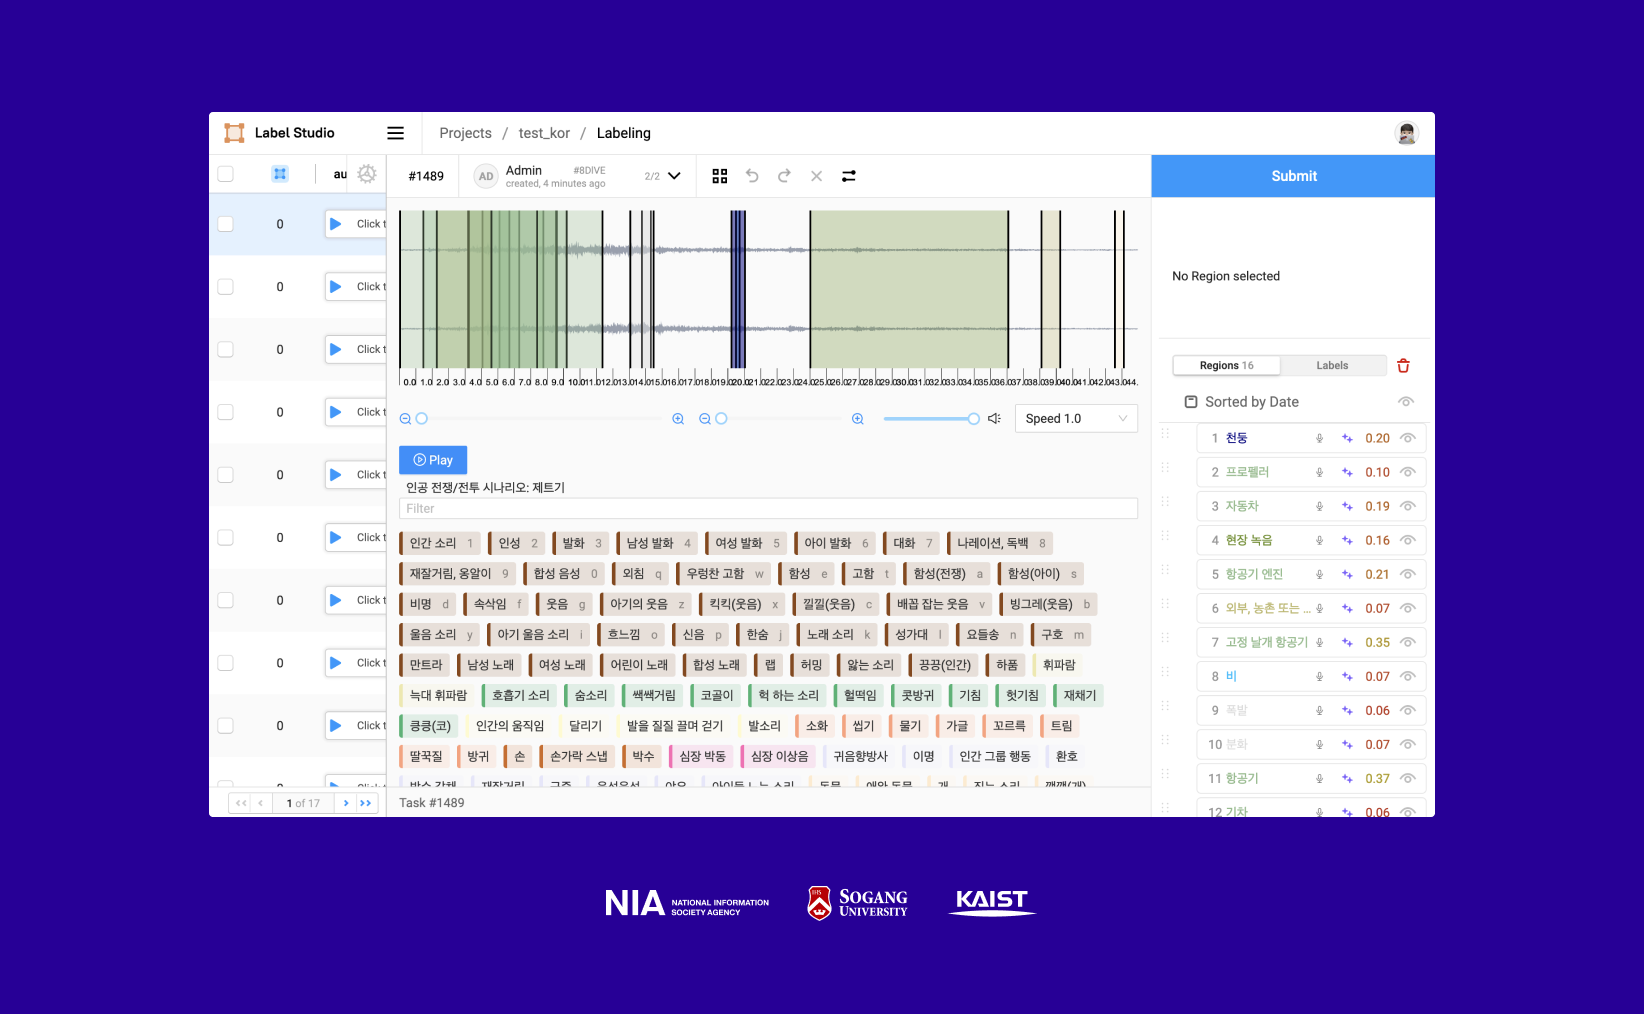 Label Studio
Projects / test_kor / Labeling
au
#1489
AD
Admin
#8DIVE
created, 4 minutes ago
2/2
Submit
0 Click t
0 Click t
0 Click t
0 Click t
0 Click t
0 Click t
0 Click t
0 Click t
0 Click t
0
1 of 17
0.0 1.0 2.0 3.0 4.0 5.0 6.0 7.0 8.0 9.0 10.0 11.0 12.0 13.0 14.0 15.0 16.0 17.0 18.0 19.0 20.0 21.0 22.0 23.0 24.0 25.0 26.0 27.0 28.0 29.0 30.0 31.0 32.0 33.0 34.0 35.0 36.0 37.0 38.0 39.0 40.0 41.0 42.0 43.0 44.
Speed 1.0
Play
인공 전쟁/전투 시나리오: 제트기
Filter
인간 소리 1 인성 2 발화 3 남성 발화 4 여성 발화 5 아이 발화 6 대화 7 나레이션, 독백 8
재잘거림, 옹알이 9 합성 음성 0 외침 q 우렁찬 고함 w 함성 e 고함 t 함성(전쟁) a 함성(아이) s
비명 d 속삭임 f 웃음 g 아기의 웃음 z 킥킥(웃음) x 낄낄(웃음) c 배꼽 잡는 웃음 v 빙그레(웃음) b
울음 소리 y 아기 울음 소리 i 흐느낌 o 신음 p 한숨 j 노래 소리 k 성가대 l 요들송 n 구호 m
만트라 남성 노래 여성 노래 어린이 노래 합성 노래 랩 허밍 앓는 소리 끙끙(인간) 하품 휘파람
늑대 휘파람 호흡기 소리 숨소리 쌕쌕거림 코골이 헉 하는 소리 헐떡임 콧방귀 기침 헛기침 재채기
킁킁(코) 인간의 움직임 달리기 발을 질질 끌며 걷기 발소리 소화 씹기 물기 가글 꼬르륵 트림
딸꾹질 방귀 손 손가락 스냅 박수 심장 박동 심장 이상음 귀음향방사 이명 인간 그룹 행동 환호
Task #1489
No Region selected
Regions 16
Labels
Sorted by Date
1 천둥 0.20
2 프로펠러 0.10
3 자동차 0.19
4 현장 녹음 0.16
5 항공기 엔진 0.21
6 외부, 농촌 또는 ... 0.07
7 고정 날개 항공기 0.35
8 비 0.07
9 폭발 0.06
10 분화 0.07
11 항공기 0.37
12 기차 0.06
NIA NATIONAL INFORMATION
SOCIETY AGENCY
SOGANG
UNIVERSITY
KAIST